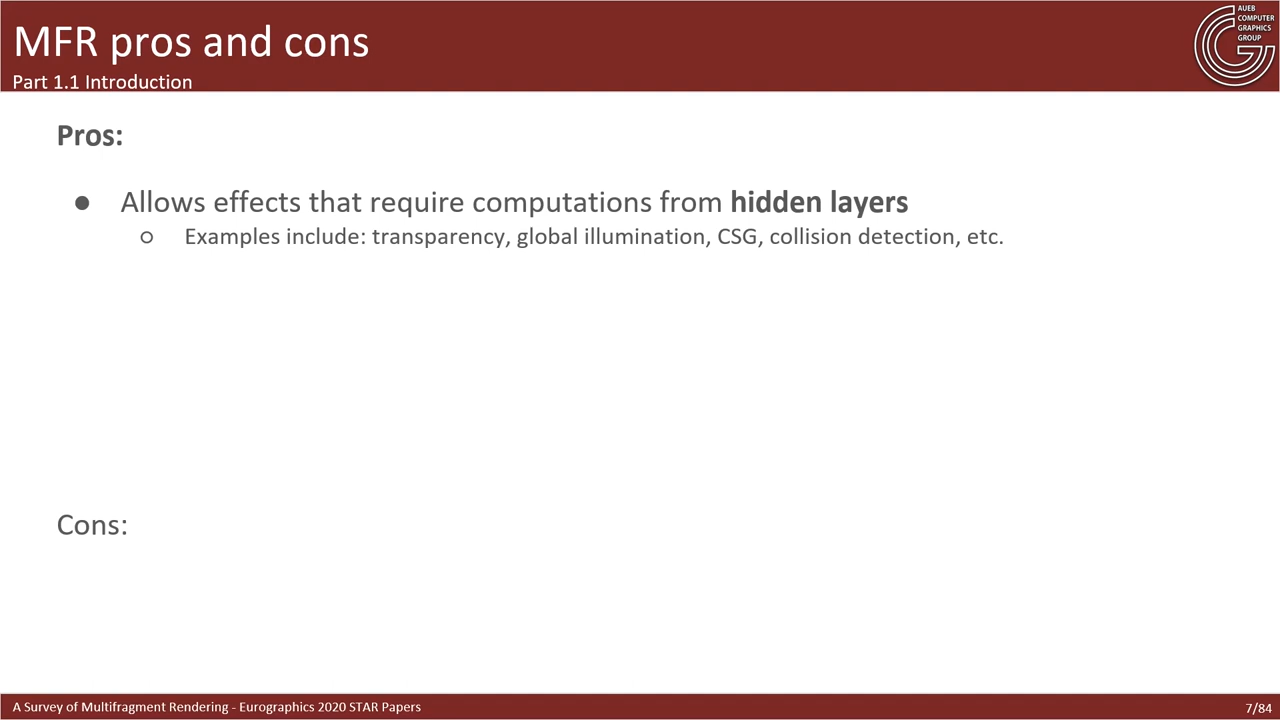 MFR pros and cons
Part 1.1 Introduction
AUEB
COMPUTER
GRAPHICS
GROUP
Pros:
● Allows effects that require computations from hidden layers
○ Examples include: transparency, global illumination, CSG, collision detection, etc.
Cons:
A Survey of Multifragment Rendering - Eurographics 2020 STAR Papers
7/84